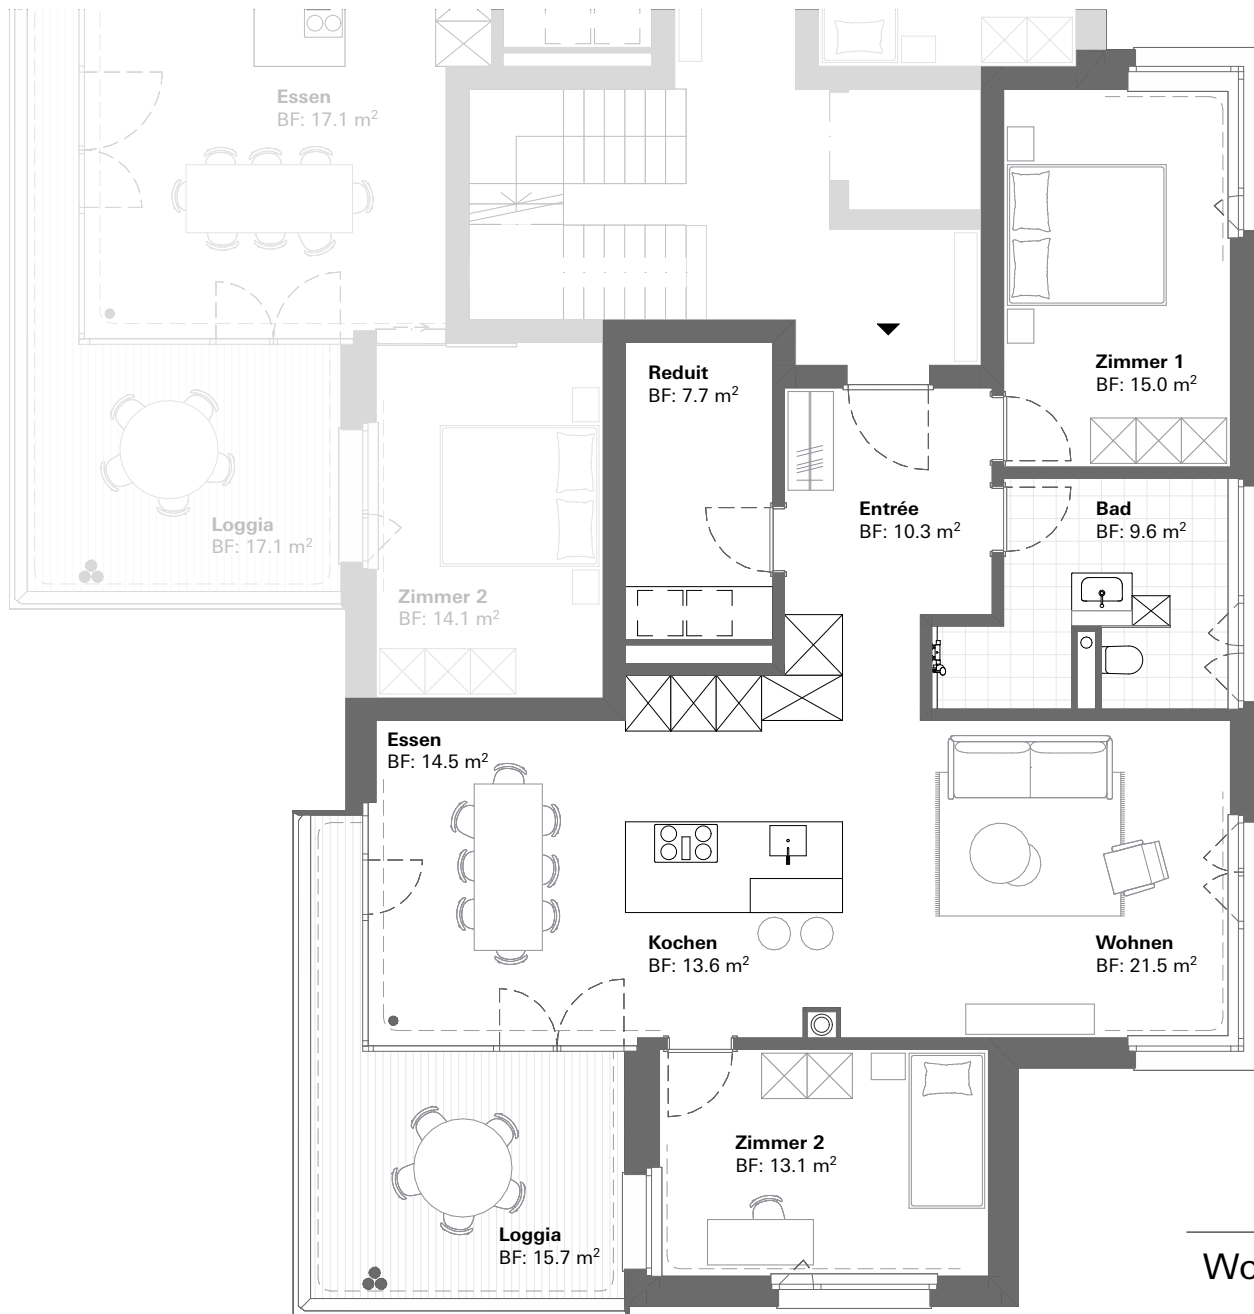 Essen
BF: 17.1 m²
Loggia
BF: 17.1 m²
Zimmer 2
BF: 14.1 m²
Reduit
BF: 7.7 m²
Zimmer 1
BF: 15.0 m²
Entrée
BF: 10.3 m²
Bad
BF: 9.6 m²
Essen
BF: 14.5 m²
Kochen
BF: 13.6 m²
Wohnen
BF: 21.5 m²
Zimmer 2
BF: 13.1 m²
Loggia
BF: 15.7 m²
Wo